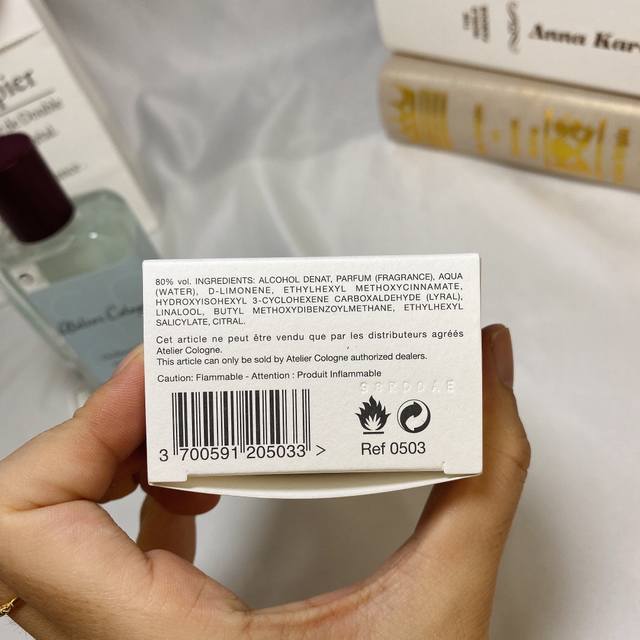 Anna Kar
pier
80% vol. INGREDIENTS: ALCOHOL DENAT, PARFUM (FRAGRANCE), AQUA
(WATER), D-LIMONENE, ETHYLHEXYL METHOXYCINNAMATE,
HYDROXYISOHEXYL 3-CYCLOHEXENE CARBOXALDEHYDE (LYRAL),
LINALOOL, BUTYL METHOXYDIBENZOYLMETHANE, ETHYLHEXYL
SALICYLATE, CITRAL.
Cet article ne peut être vendu que par les distributeurs agréés
Atelier Cologne.
This article can only be sold by Atelier Cologne authorized dealers.
Caution: Flammable - Attention : Produit Inflammable
3 700591 205033 >
Ref 0503